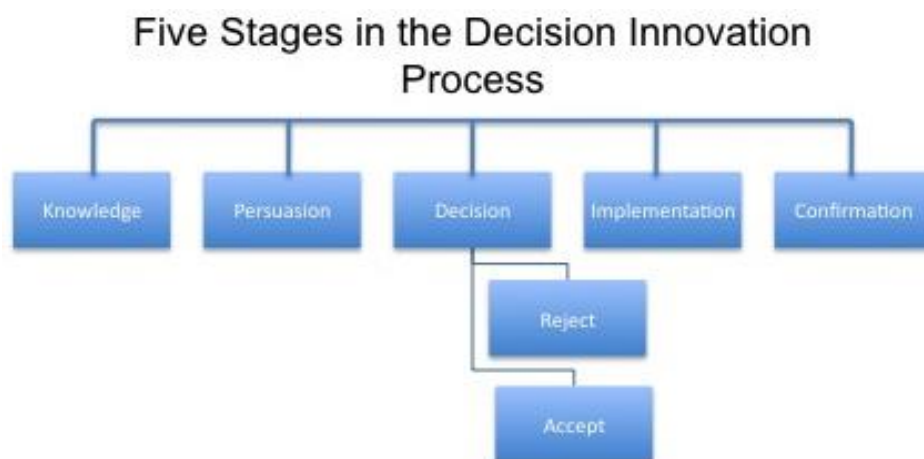 Five Stages in the Decision Innovation
Process
Knowledge
Persuasion
Decision
Implementation
Confirmation
Reject
Accept